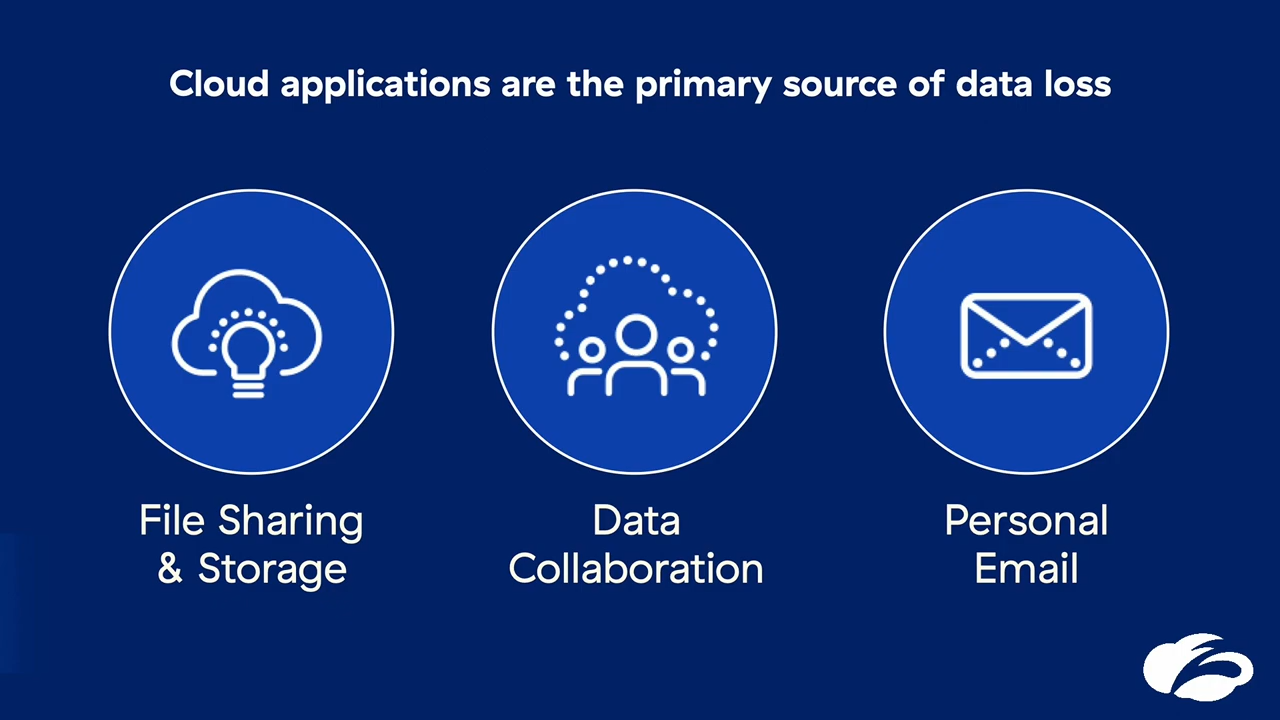 Cloud applications are the primary source of data loss
File Sharing
& Storage
Data
Collaboration
Personal
Email